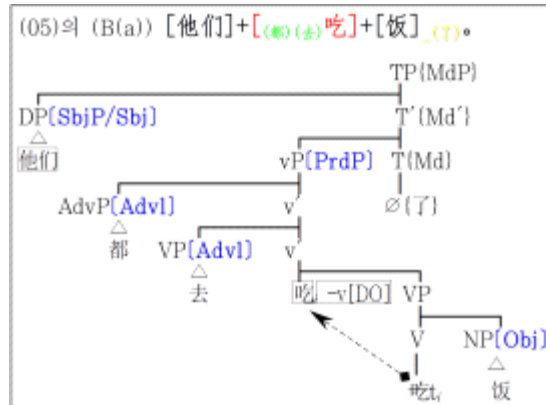 (05)의 (B(a)) [他们]+[(都)(去)吃]+[饭]_(了)。
TP{MdP}
DP[SbjP/Sbj] T′{Md′}
他们 vP[PrdP] T{Md}
AdvP[Advl] v′ ∅{了}
都 VP[Advl] v′
去 吃 -v[DO] VP
V NP[Obj]
吃tᵢ 饭